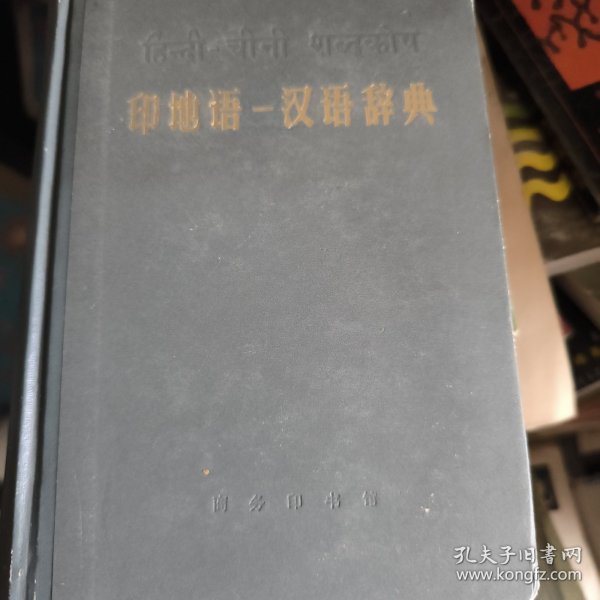 हिन्दी-चीनी शब्दकोष
印地语-汉语辞典
商务印书馆
孔夫子旧书网
www.kongfz.com